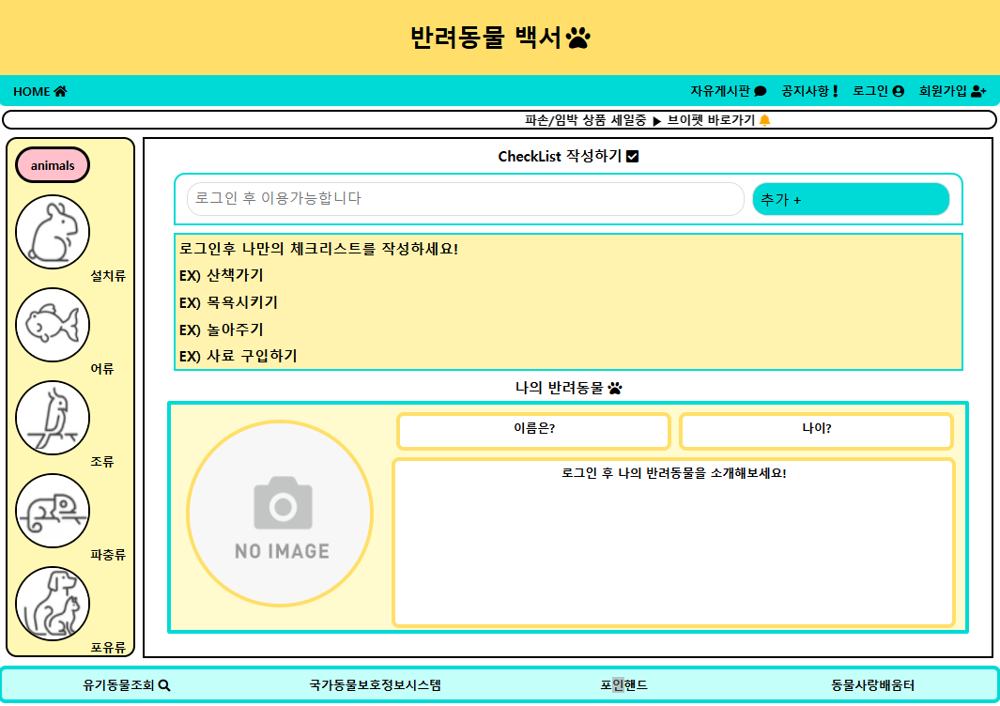 반려동물 백서
HOME 자유게시판 공지사항 로그인 회원가입
파손/임박 상품 세일중 ▶ 브이펫 바로가기
animals
설치류
어류
조류
파충류
포유류
CheckList 작성하기
로그인 후 이용가능합니다 추가 +
로그인후 나만의 체크리스트를 작성하세요!
EX) 산책가기
EX) 목욕시키기
EX) 놀아주기
EX) 사료 구입하기
나의 반려동물
NO IMAGE
이름은? 나이?
로그인 후 나의 반려동물을 소개해보세요!
유기동물조회 국가동물보호정보시스템 포인핸드 동물사랑배움터